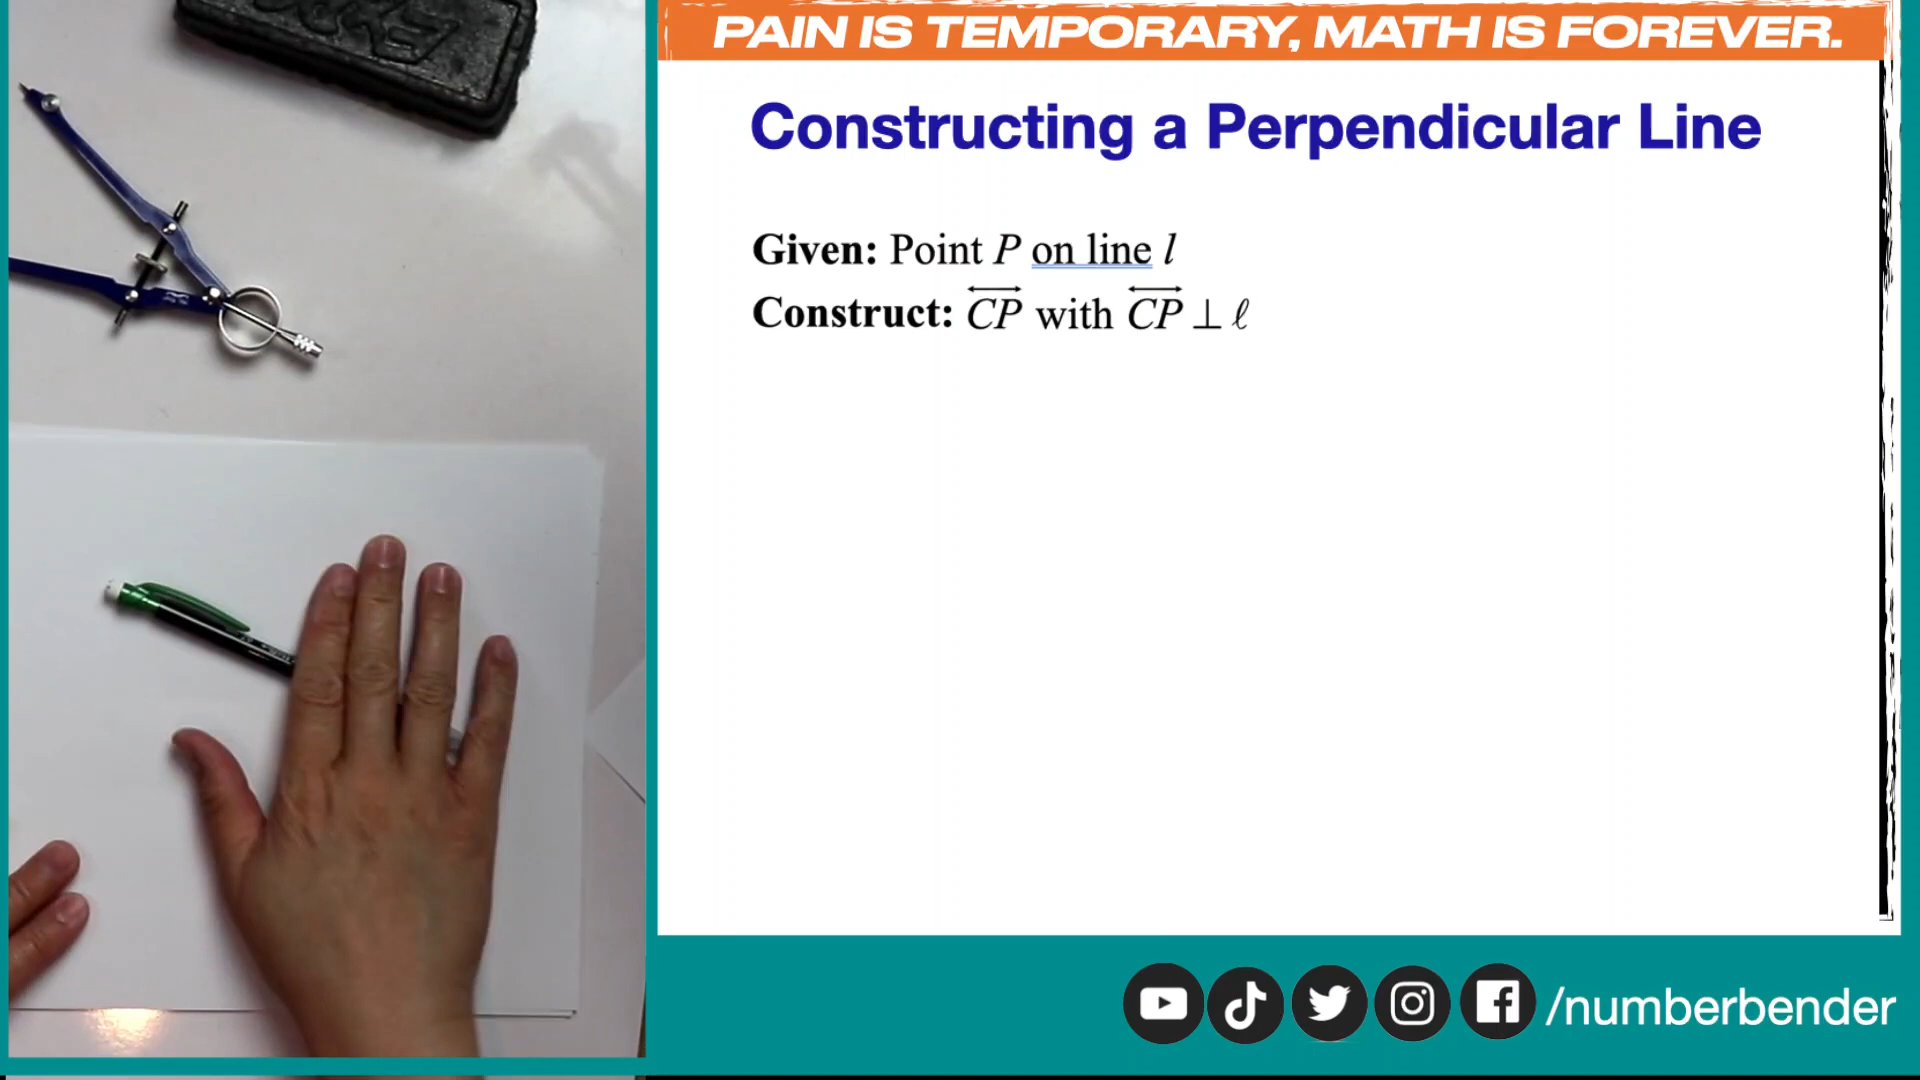 PAIN IS TEMPORARY, MATH IS FOREVER.
Constructing a Perpendicular Line
Given: Point P on line l
Construct: CP with CP ⊥ ℓ
/numberbender